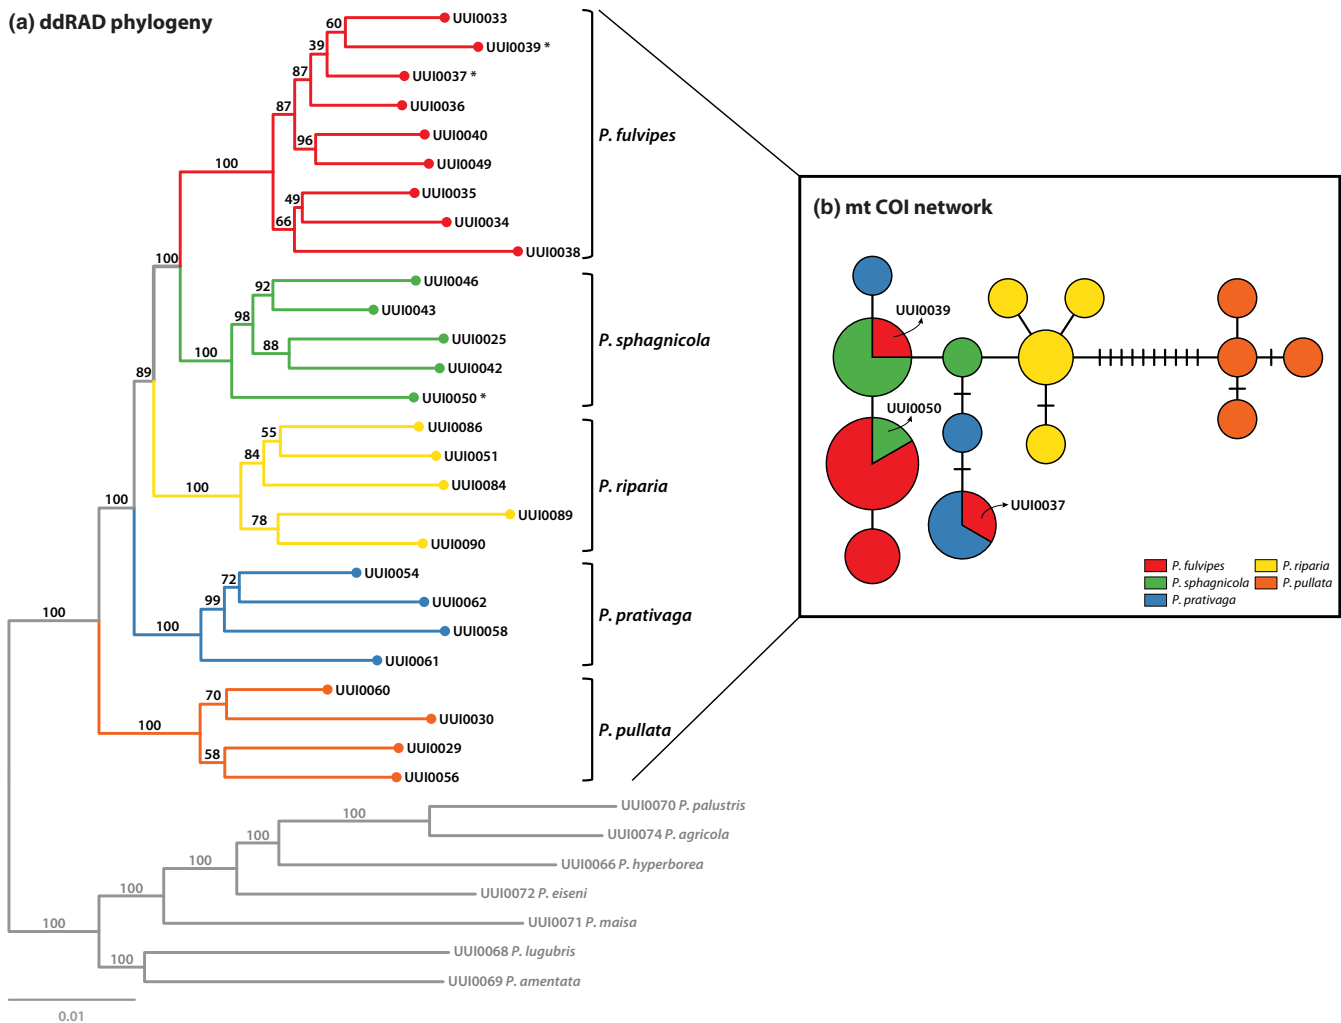 (a) ddRAD phylogeny
60
UUI0033
39
UUI0039 *
87
UUI0037 *
87
UUI0036
96
UUI0040
UUI0049
100
P. fulvipes
49
UUI0035
66
UUI0034
UUI0038
100
92
UUI0046
98
UUI0043
88
UUI0025
100
UUI0042
UUI0050 *
P. sphagnicola
89
55
UUI0086
84
UUI0051
100
UUI0084
78
UUI0089
UUI0090
P. riparia
100
72
UUI0054
99
UUI0062
100
UUI0058
UUI0061
P. prativaga
100
70
UUI0060
100
UUI0030
58
UUI0029
UUI0056
P. pullata
100
UUI0070 P. palustris
100
UUI0074 P. agricola
100
UUI0066 P. hyperborea
100
UUI0072 P. eiseni
100
UUI0071 P. maisa
100
UUI0068 P. lugubris
UUI0069 P. amentata
0.01
(b) mt COI network
UUI0039
UUI0050
UUI0037
P. fulvipes
P. sphagnicola
P. prativaga
P. riparia
P. pullata